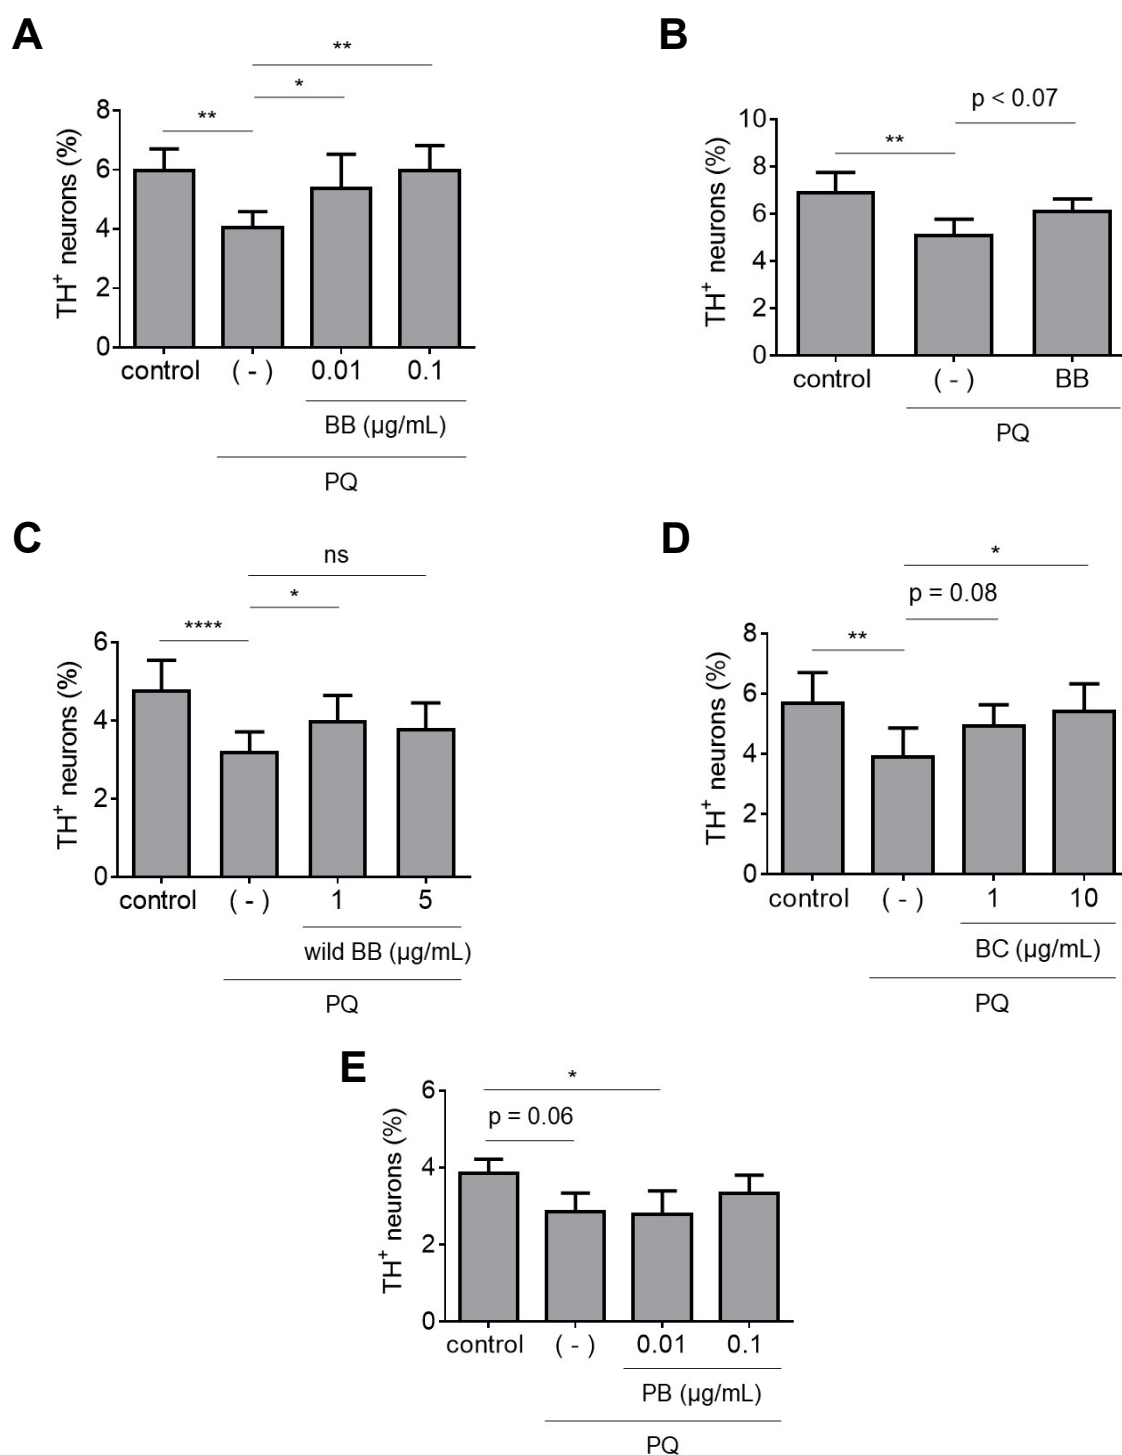 A
**
*
**
8
6
4
2
0
TH+ neurons (%)
control
( - )
0.01
0.1
BB (µg/mL)
PQ
B
p < 0.07
**
10
8
6
4
2
0
TH+ neurons (%)
control
( - )
BB
PQ
C
ns
*
****
6
4
2
0
TH+ neurons (%)
control
( - )
1
5
wild BB (µg/mL)
PQ
D
*
p = 0.08
**
8
6
4
2
0
TH+ neurons (%)
control
( - )
1
10
BC (µg/mL)
PQ
E
*
p = 0.06
6
4
2
0
TH+ neurons (%)
control
( - )
0.01
0.1
PB (µg/mL)
PQ